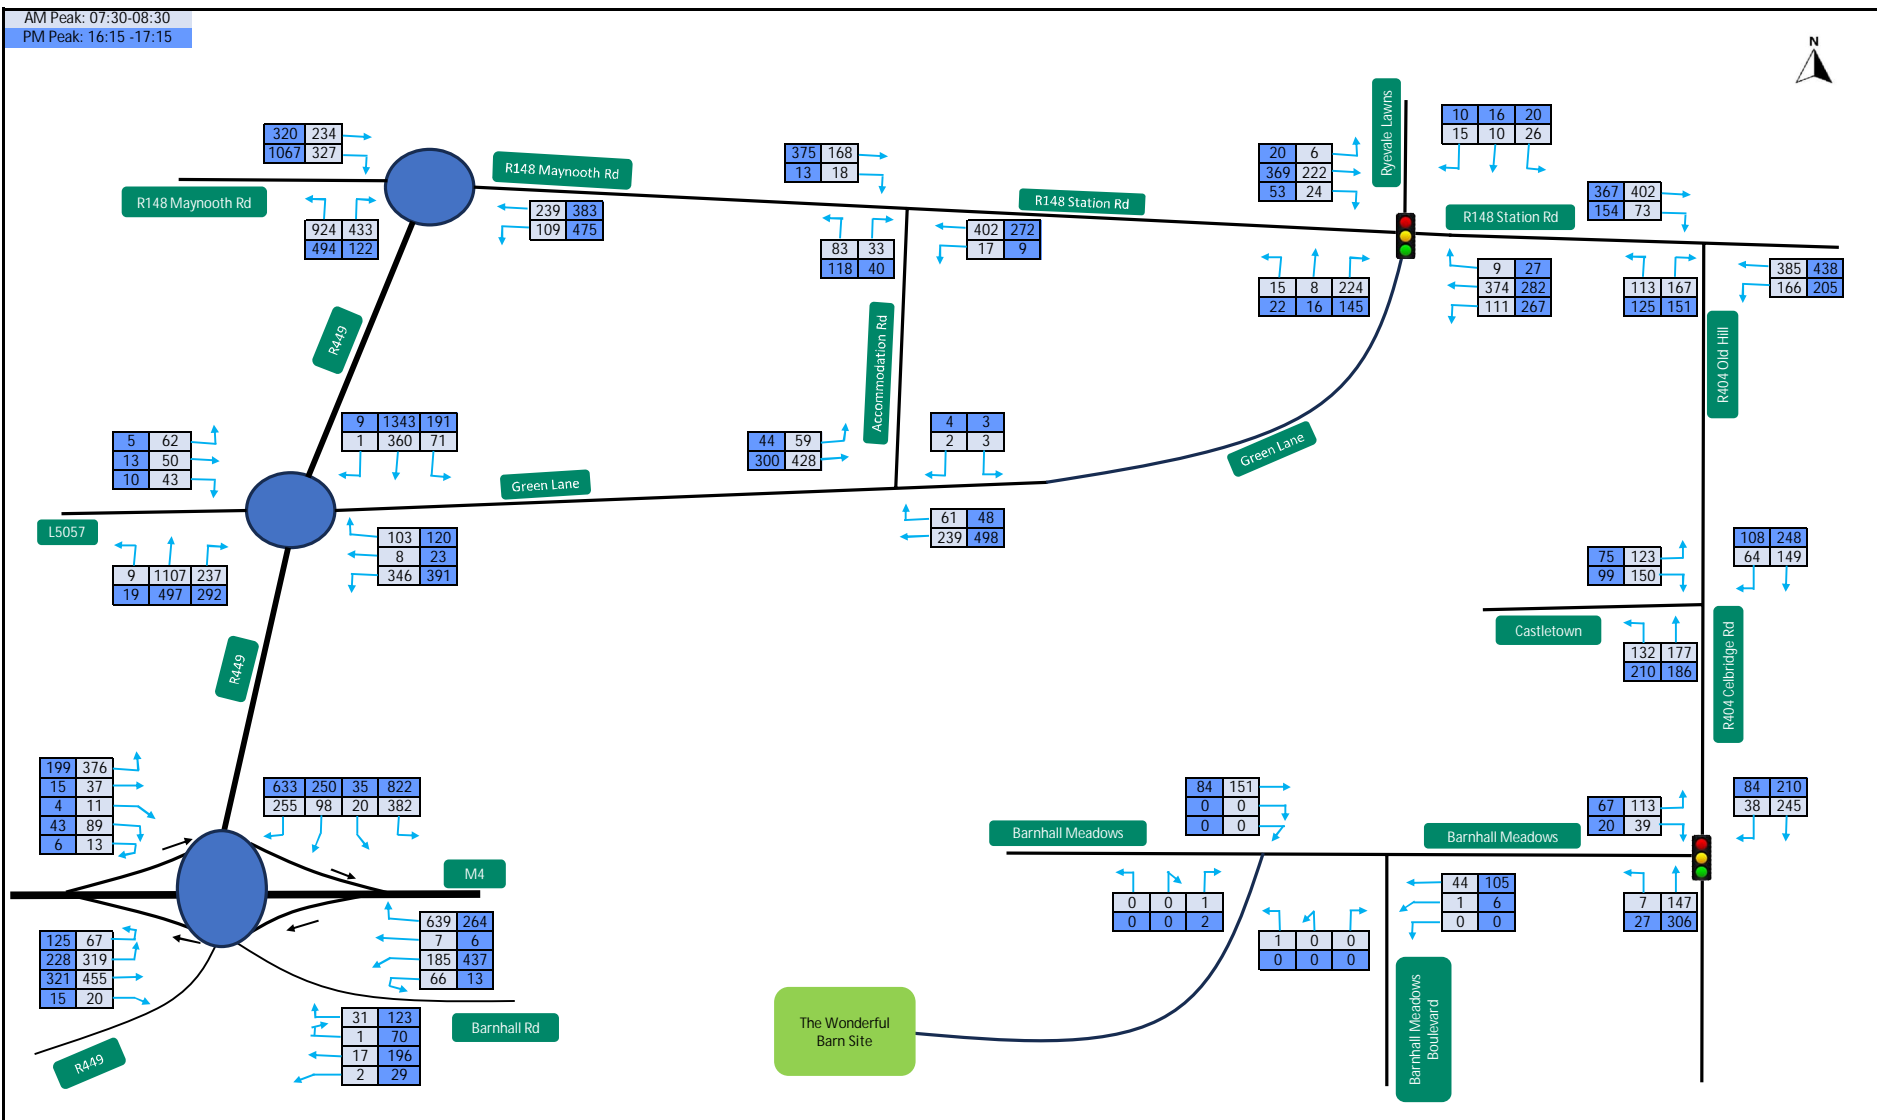 AM Peak: 07:30-08:30
PM Peak: 16:15 -17:15
N
320 234
1067 327
R148 Maynooth Rd
R148 Maynooth Rd
924 433
494 122
239 383
109 475
375 168
13 18
83 33
118 40
402 272
17 9
R148 Station Rd
Ryevale Lawns
20 6
369 222
53 24
10 16 20
15 10 26
R148 Station Rd
367 402
154 73
15 8 224
22 16 145
9 27
374 282
111 267
113 167
125 151
385 438
166 205
R449
Accommodation Rd
R404 Old Hill
5 62
13 50
10 43
9 1343 191
1 360 71
Green Lane
44 59
300 428
4 3
2 3
Green Lane
L5057
9 1107 237
19 497 292
103 120
8 23
346 391
61 48
239 498
75 123
99 150
108 248
64 149
Castletown
132 177
210 186
R404 Celbridge Rd
R449
199 376
15 37
4 11
43 89
6 13
633 250 35 822
255 98 20 382
M4
125 67
228 319
321 455
15 20
639 264
7 6
185 437
66 13
R449
31 123
1 70
17 196
2 29
Barnhall Rd
84 151
0 0
0 0
Barnhall Meadows
Barnhall Meadows
67 113
20 39
84 210
38 245
0 0 1
0 0 2
1 0 0
0 0 0
44 105
1 6
0 0
7 147
27 306
The Wonderful
Barn Site
Barnhall Meadows
Boulevard